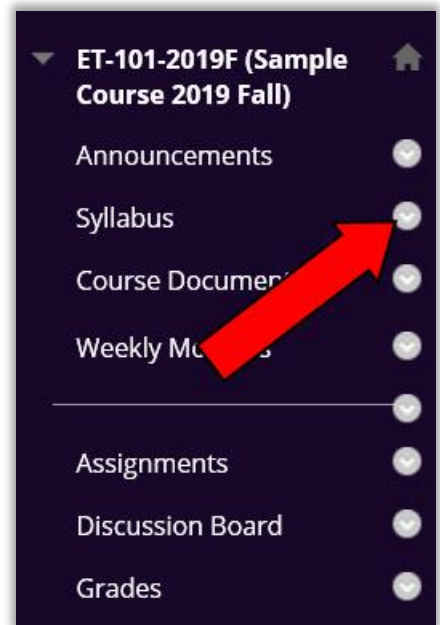 ET-101-2019F (Sample
Course 2019 Fall)
Announcements
Syllabus
Course
Weekly
Assignments
Discussion Board
Grades